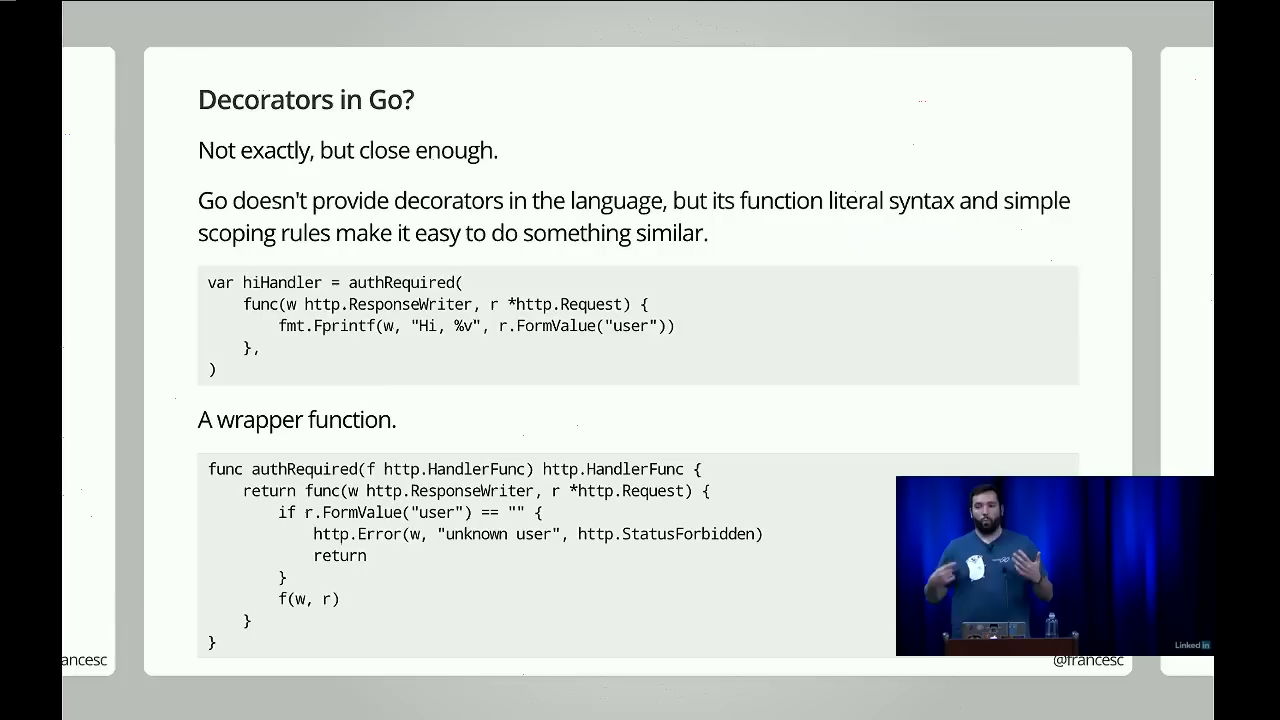 Decorators in Go?
Not exactly, but close enough.
Go doesn't provide decorators in the language, but its function literal syntax and simple
scoping rules make it easy to do something similar.
var hiHandler = authRequired(
    func(w http.ResponseWriter, r *http.Request) {
        fmt.Fprintf(w, "Hi, %v", r.FormValue("user"))
    },
)
A wrapper function.
func authRequired(f http.HandlerFunc) http.HandlerFunc {
    return func(w http.ResponseWriter, r *http.Request) {
        if r.FormValue("user") == "" {
            http.Error(w, "unknown user", http.StatusForbidden)
            return
        }
        f(w, r)
    }
}
Linked in
ancesc
@francesc